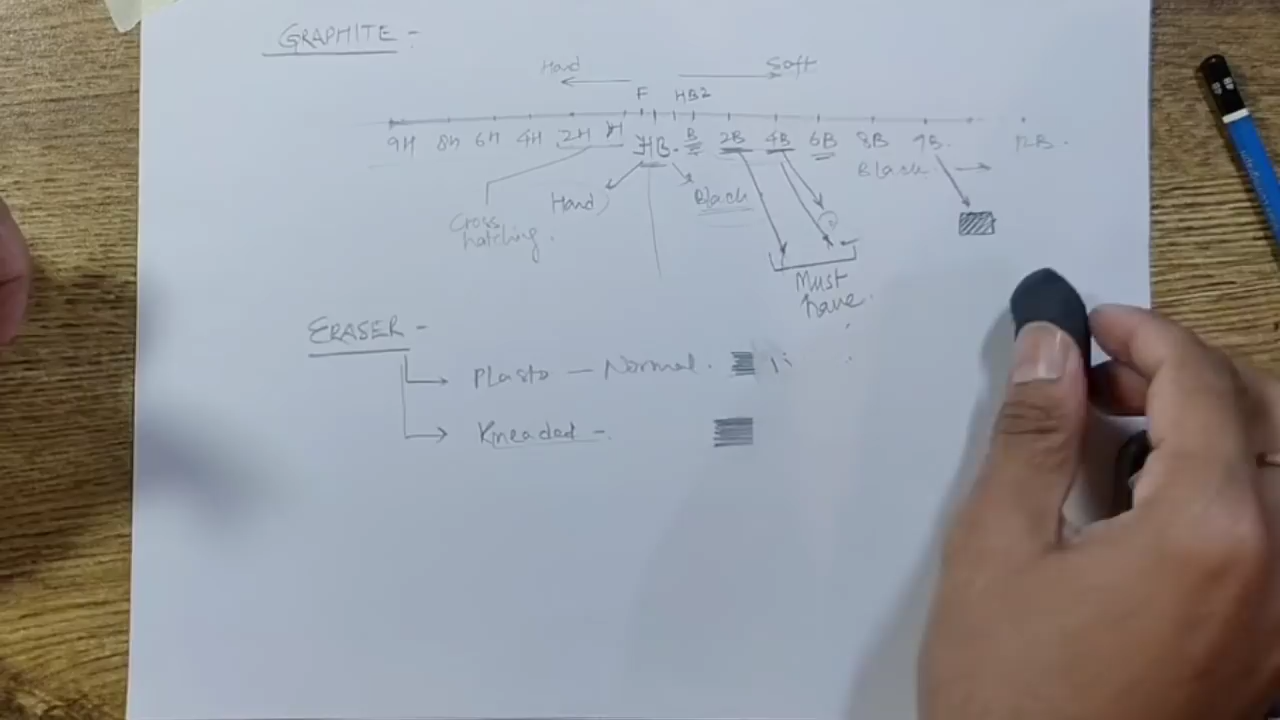 GRAPHITE -
Hard Soft
F HB2
9H 8H 6H 4H 2H H HB. B 2B 4B 6B 8B 9B. 12B.
Black
Hard Black
Cross
hatching.
Must
have.
ERASER -
Plasto - Normal.
Kneaded -.